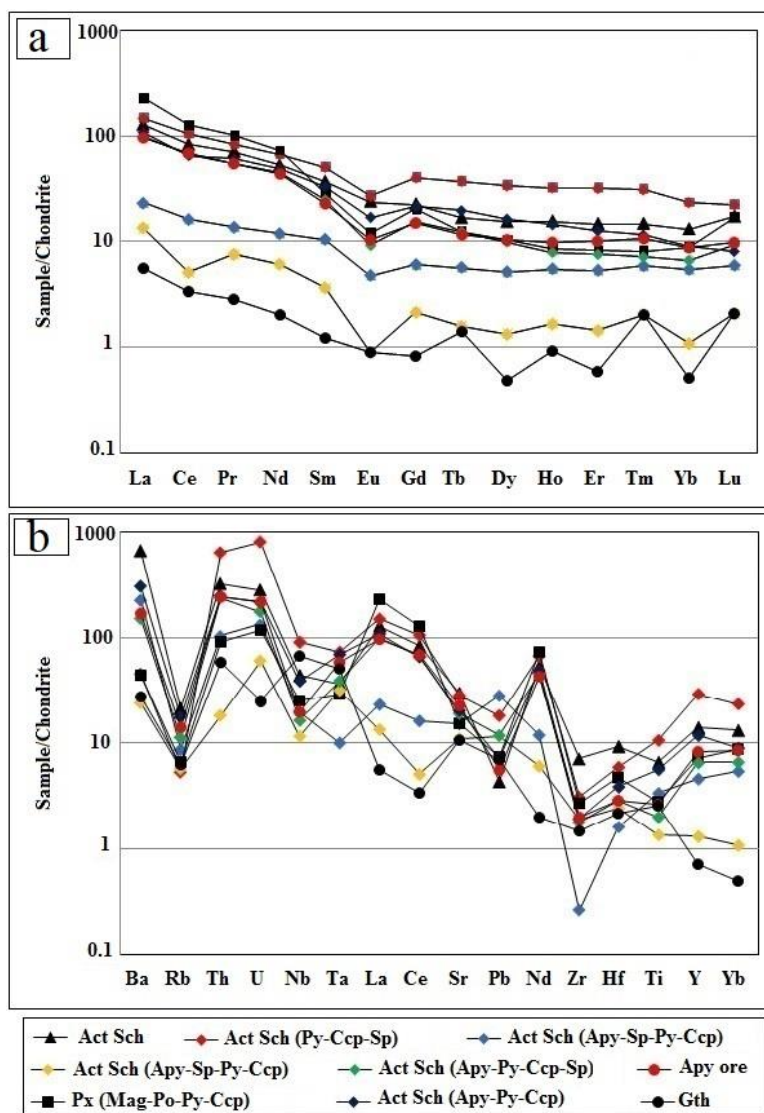 a
1000
100
10
1
0.1
Sample/Chondrite
La Ce Pr Nd Sm Eu Gd Tb Dy Ho Er Tm Yb Lu
b
1000
100
10
1
0.1
Sample/Chondrite
Ba Rb Th U Nb Ta La Ce Sr Pb Nd Zr Hf Ti Y Yb
Act Sch Act Sch (Py-Ccp-Sp) Act Sch (Apy-Sp-Py-Ccp)
Act Sch (Apy-Sp-Py-Ccp) Act Sch (Apy-Py-Ccp-Sp) Apy ore
Px (Mag-Po-Py-Ccp) Act Sch (Apy-Py-Ccp) Gth